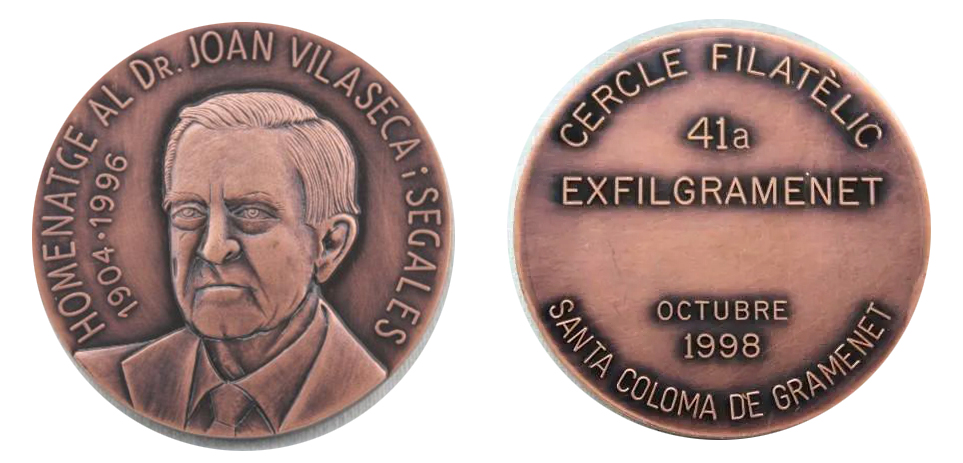 HOMENATGE AL DR. JOAN VILASECA i SEGALES
1904·1996
CERCLE FILATÈLIC
41a
EXFILGRAMENET
OCTUBRE
1998
SANTA COLOMA DE GRAMENET